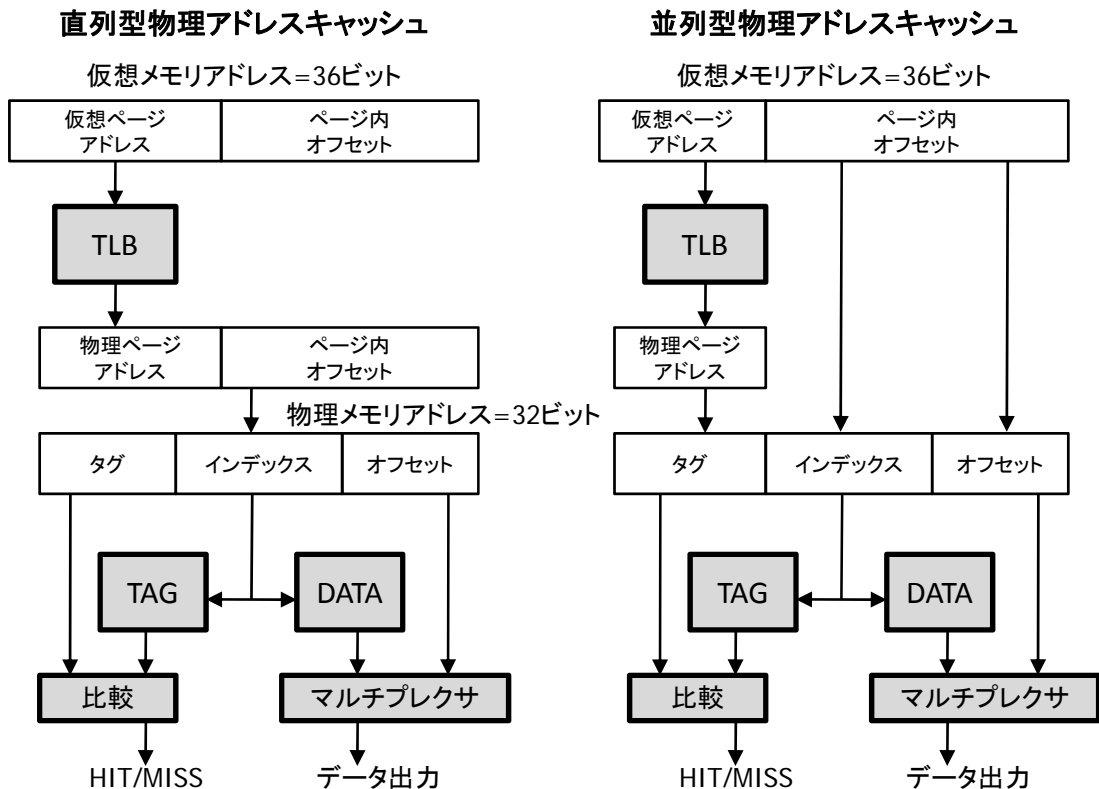 直列型物理アドレスキャッシュ
仮想メモリアドレス=36ビット
仮想ページ
アドレス
ページ内
オフセット
TLB
物理ページ
アドレス
ページ内
オフセット
物理メモリアドレス=32ビット
タグ
インデックス
オフセット
TAG
DATA
比較
マルチプレクサ
HIT/MISS
データ出力
並列型物理アドレスキャッシュ
仮想メモリアドレス=36ビット
仮想ページ
アドレス
ページ内
オフセット
TLB
物理ページ
アドレス
タグ
インデックス
オフセット
TAG
DATA
比較
マルチプレクサ
HIT/MISS
データ出力